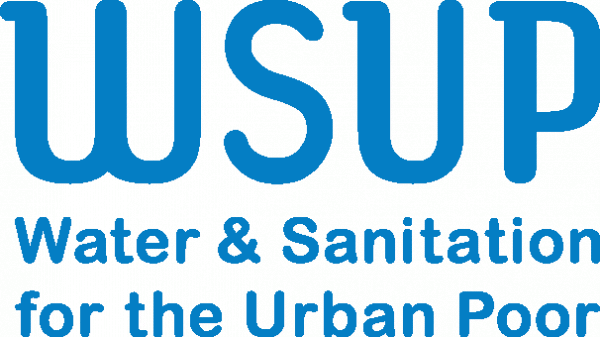 WSUP
Water & Sanitation
for the Urban Poor